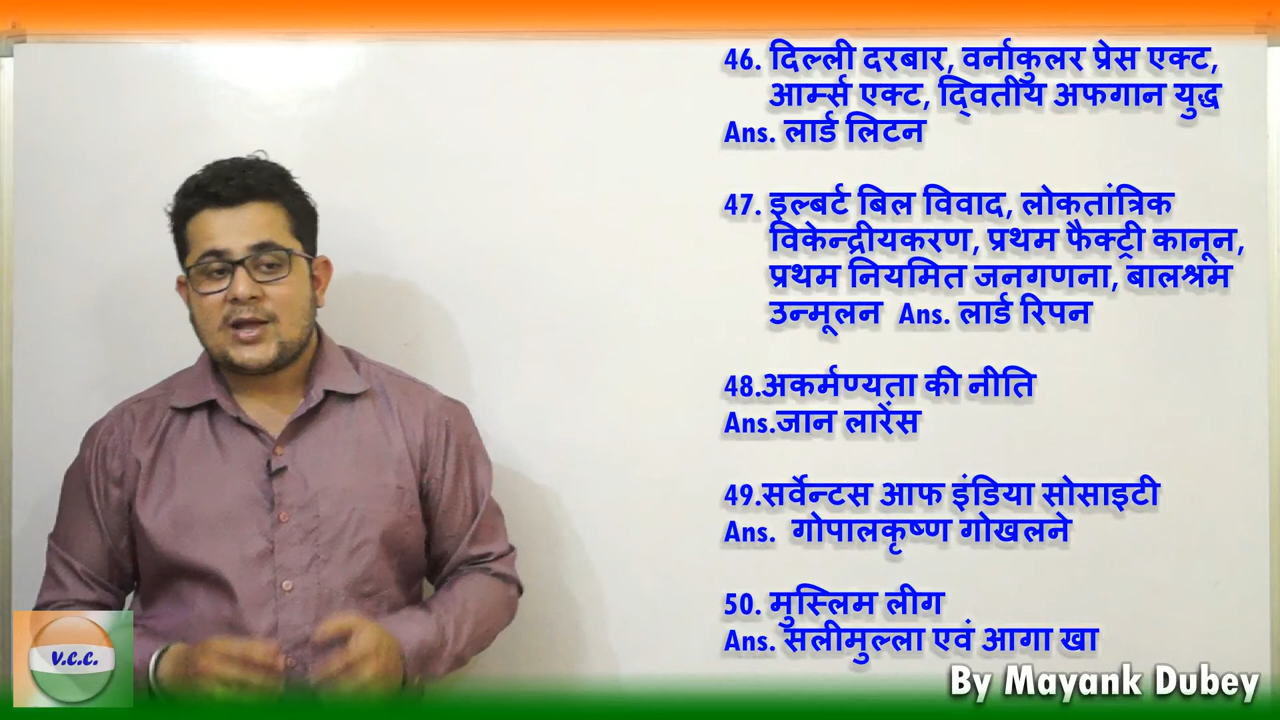 46. दिल्ली दरबार, वर्नाकुलर प्रेस एक्ट,
आर्म्स एक्ट, द्वितीय अफगान युद्ध
Ans. लार्ड लिटन
47. इल्बर्ट बिल विवाद, लोकतांत्रिक
विकेन्द्रीयकरण, प्रथम फैक्ट्री कानून,
प्रथम नियमित जनगणना, बालश्रम
उन्मूलन Ans. लार्ड रिपन
48.अकर्मण्यता की नीति
Ans.जान लारेंस
49.सर्वेन्टस आफ इंडिया सोसाइटी
Ans. गोपालकृष्ण गोखलने
50. मुस्लिम लीग
Ans. सलीमुल्ला एवं आगा खा
V.C.C.
By Mayank Dubey